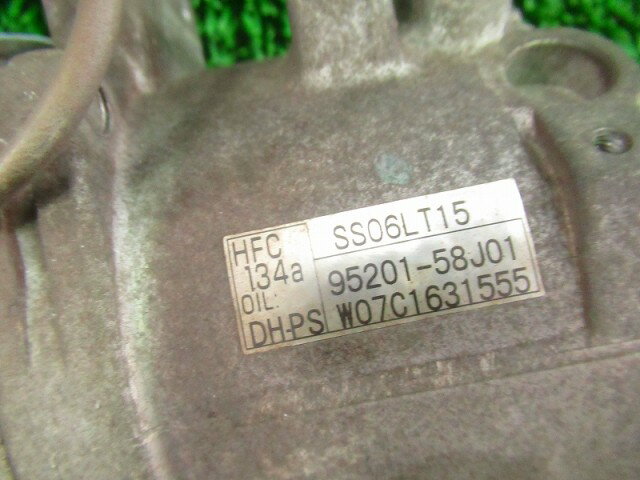 HFC
134a
OIL:
DH-PS
SS06LT15
95201-58J01
W07C1631555